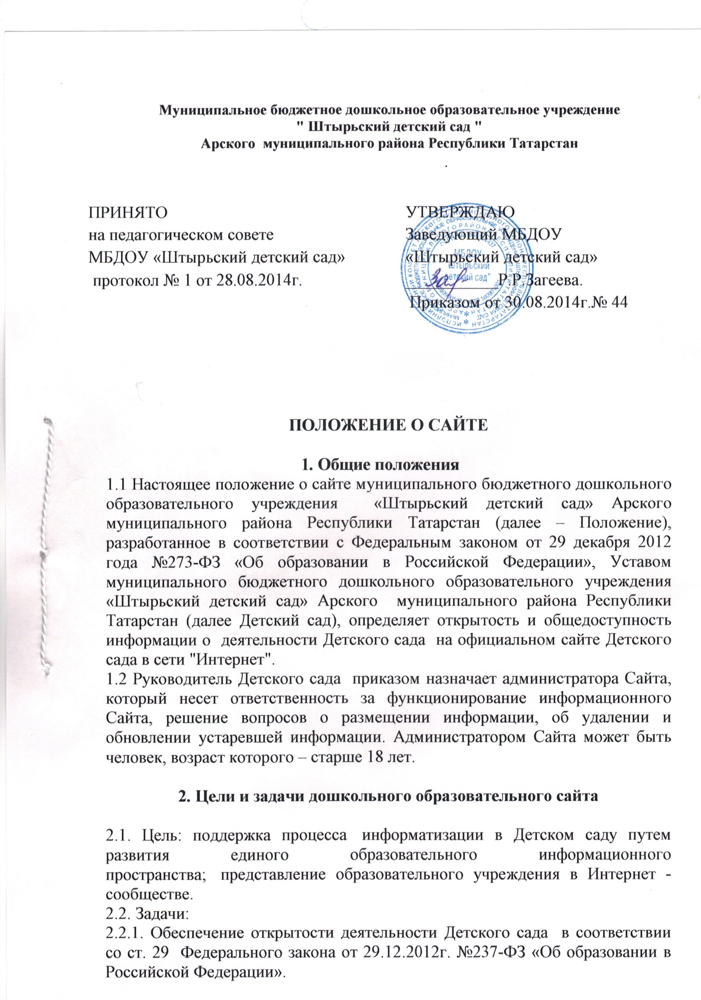 Муниципальное бюджетное дошкольное образовательное учреждение
" Штырьский детский сад "
Арского муниципального района Республики Татарстан
ПРИНЯТО
на педагогическом совете
МБДОУ «Штырьский детский сад»
протокол № 1 от 28.08.2014г.
УТВЕРЖДАЮ
Заведующий МБДОУ
«Штырьский детский сад»
Р.Р.Загеева.
Приказом от 30.08.2014г.№ 44
МБДОУ
"Штырьский
детский сад"
ПОЛОЖЕНИЕ О САЙТЕ
1. Общие положения
1.1 Настоящее положение о сайте муниципального бюджетного дошкольного
образовательного учреждения «Штырьский детский сад» Арского
муниципального района Республики Татарстан (далее – Положение),
разработанное в соответствии с Федеральным законом от 29 декабря 2012
года №273-ФЗ «Об образовании в Российской Федерации», Уставом
муниципального бюджетного дошкольного образовательного учреждения
«Штырьский детский сад» Арского муниципального района Республики
Татарстан (далее Детский сад), определяет открытость и общедоступность
информации о деятельности Детского сада на официальном сайте Детского
сада в сети "Интернет".
1.2 Руководитель Детского сада приказом назначает администратора Сайта,
который несет ответственность за функционирование информационного
Сайта, решение вопросов о размещении информации, об удалении и
обновлении устаревшей информации. Администратором Сайта может быть
человек, возраст которого – старше 18 лет.
2. Цели и задачи дошкольного образовательного сайта
2.1. Цель: поддержка процесса информатизации в Детском саду путем
развития единого образовательного информационного
пространства; представление образовательного учреждения в Интернет -
сообществе.
2.2. Задачи:
2.2.1. Обеспечение открытости деятельности Детского сада в соответствии
со ст. 29 Федерального закона от 29.12.2012г. №237-ФЗ «Об образовании в
Российской Федерации».